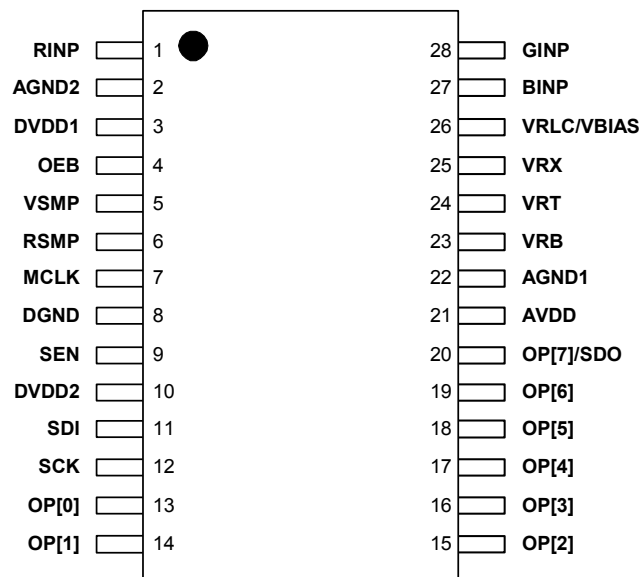 RINP 1 28 GINP
AGND2 2 27 BINP
DVDD1 3 26 VRLC/VBIAS
OEB 4 25 VRX
VSMP 5 24 VRT
RSMP 6 23 VRB
MCLK 7 22 AGND1
DGND 8 21 AVDD
SEN 9 20 OP[7]/SDO
DVDD2 10 19 OP[6]
SDI 11 18 OP[5]
SCK 12 17 OP[4]
OP[0] 13 16 OP[3]
OP[1] 14 15 OP[2]